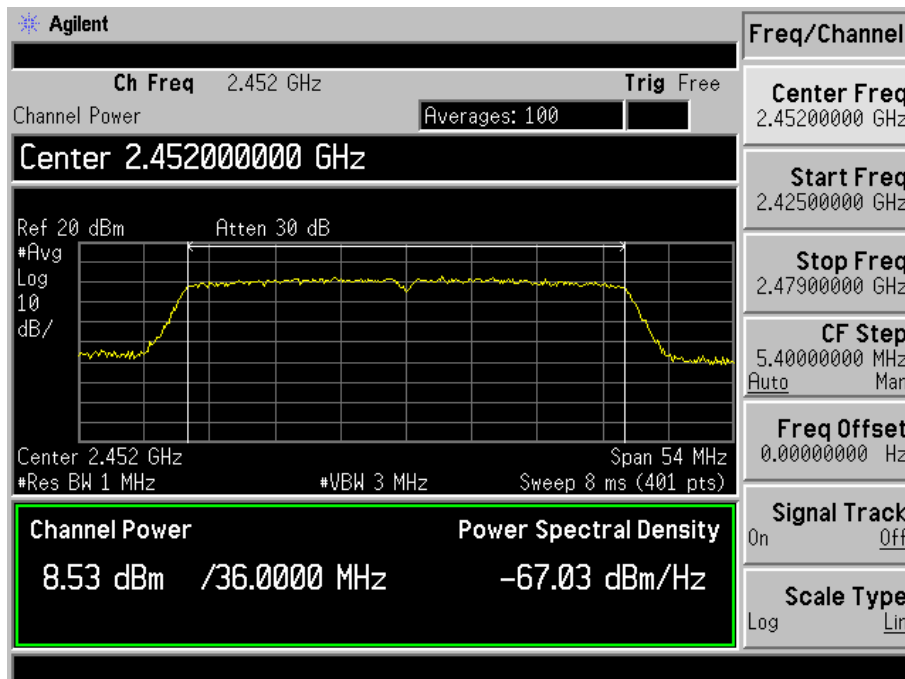 Agilent
Freq/Channel
Ch Freq 2.452 GHz Trig Free
Channel Power Averages: 100
Center 2.452000000 GHz
Ref 20 dBm Atten 30 dB
#Avg
Log
10
dB/
Center 2.452 GHz Span 54 MHz
#Res BW 1 MHz #VBW 3 MHz Sweep 8 ms (401 pts)
Channel Power Power Spectral Density
8.53 dBm /36.0000 MHz -67.03 dBm/Hz
Center Freq
2.45200000 GHz
Start Freq
2.42500000 GHz
Stop Freq
2.47900000 GHz
CF Step
5.40000000 MHz
Auto Man
Freq Offset
0.00000000 Hz
Signal Track
On Off
Scale Type
Log Lin